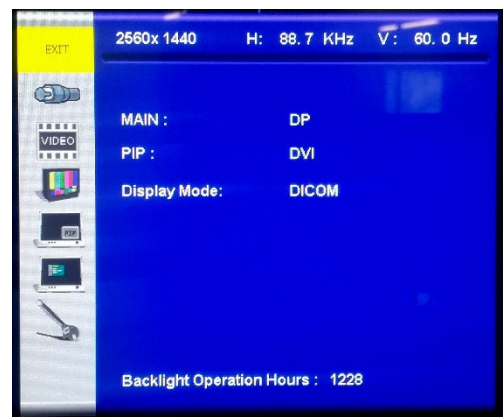 EXIT
2560x 1440 H: 88.7 KHz V: 60.0 Hz
VIDEO
MAIN : DP
PIP : DVI
Display Mode: DICOM
PIP
Backlight Operation Hours : 1228